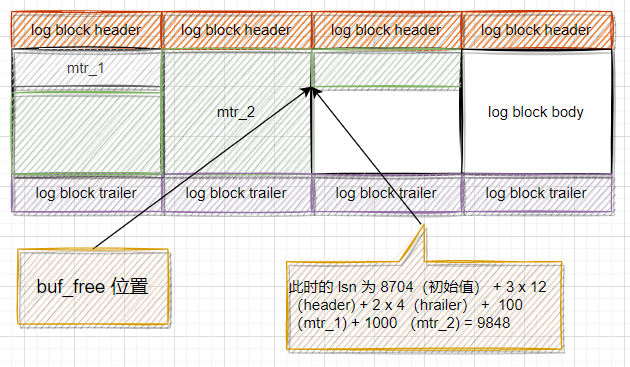 log block header log block header log block header log block header
mtr_1
mtr_2
log block body
log block trailer log block trailer log block trailer log block trailer
buf_free 位置
此时的 lsn 为 8704（初始值） + 3 x 12
（header) + 2 x 4（hrailer） + 100
（mtr_1) + 1000 （mtr_2) = 9848